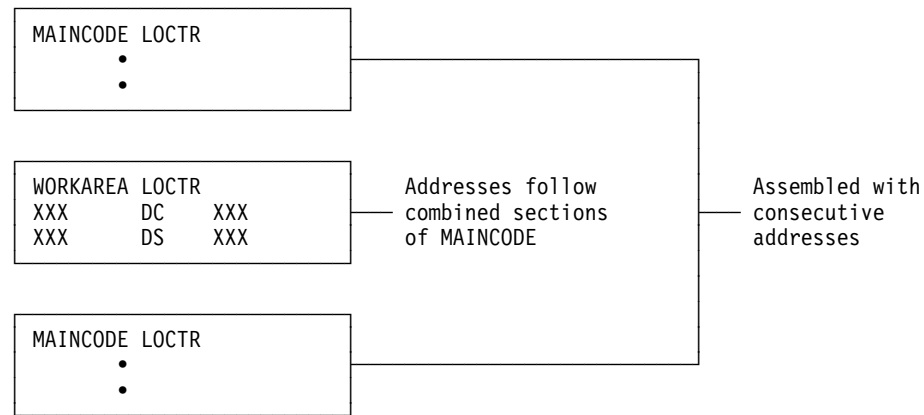 MAINCODE LOCTR
•
•
WORKAREA LOCTR
XXX DC XXX
XXX DS XXX
Addresses follow
combined sections
of MAINCODE
Assembled with
consecutive
addresses
MAINCODE LOCTR
•
•